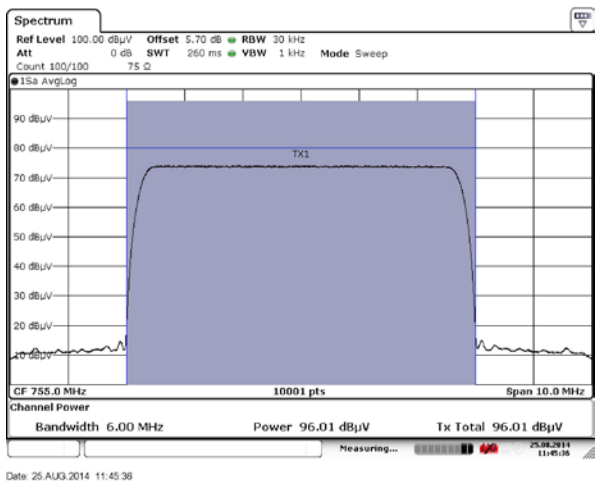 Spectrum
Ref Level 100.00 dBµV Offset 5.70 dB RBW 30 kHz
Att 0 dB SWT 260 ms VBW 1 kHz Mode Sweep
Count 100/100 75 Ω
1Sa AvgLog
90 dBµV
80 dBµV
TX1
70 dBµV
60 dBµV
50 dBµV
40 dBµV
30 dBµV
20 dBµV
10 dBµV
CF 755.0 MHz 10001 pts Span 10.0 MHz
Channel Power
Bandwidth 6.00 MHz Power 96.01 dBµV Tx Total 96.01 dBµV
Measuring... 25.08.2014
11:45:36
Date: 25.AUG.2014 11:45:36